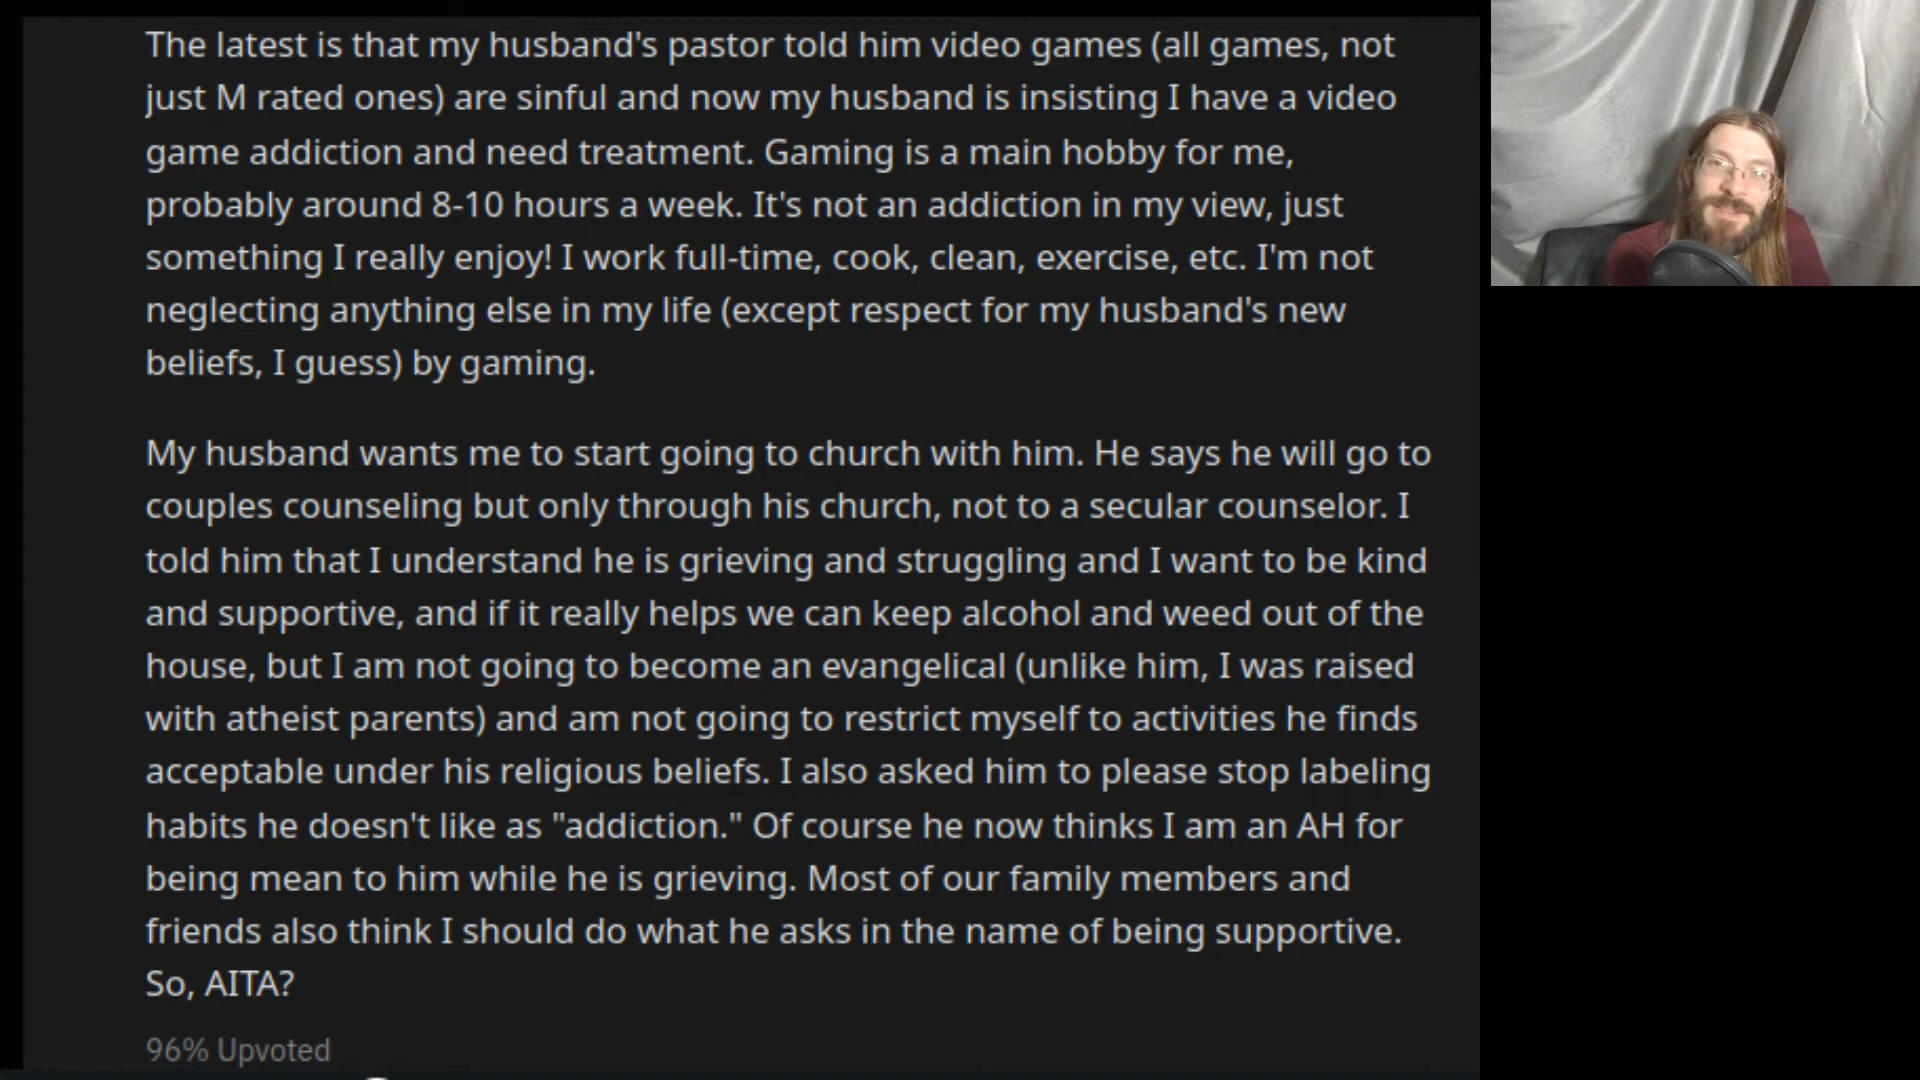 The latest is that my husband's pastor told him video games (all games, not
just M rated ones) are sinful and now my husband is insisting I have a video
game addiction and need treatment. Gaming is a main hobby for me,
probably around 8-10 hours a week. It's not an addiction in my view, just
something I really enjoy! I work full-time, cook, clean, exercise, etc. I'm not
neglecting anything else in my life (except respect for my husband's new
beliefs, I guess) by gaming.
My husband wants me to start going to church with him. He says he will go to
couples counseling but only through his church, not to a secular counselor. I
told him that I understand he is grieving and struggling and I want to be kind
and supportive, and if it really helps we can keep alcohol and weed out of the
house, but I am not going to become an evangelical (unlike him, I was raised
with atheist parents) and am not going to restrict myself to activities he finds
acceptable under his religious beliefs. I also asked him to please stop labeling
habits he doesn't like as "addiction." Of course he now thinks I am an AH for
being mean to him while he is grieving. Most of our family members and
friends also think I should do what he asks in the name of being supportive.
So, AITA?
96% Upvoted